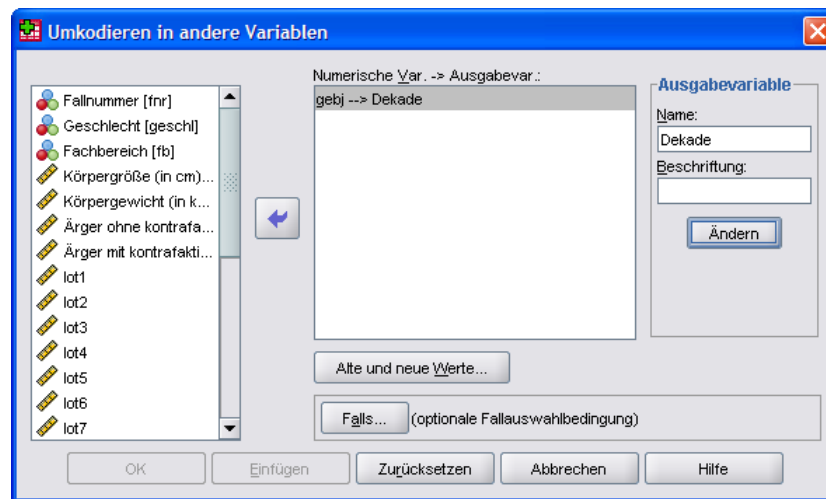 Umkodieren in andere Variablen
Fallnummer [fnr]
Geschlecht [geschl]
Fachbereich [fb]
Körpergröße (in cm)...
Körpergewicht (in k...
Ärger ohne kontrafa...
Ärger mit kontrafakti...
lot1
lot2
lot3
lot4
lot5
lot6
lot7
Numerische Var. -> Ausgabevar.:
gebj --> Dekade
Alte und neue Werte...
Falls... (optionale Fallauswahlbedingung)
Ausgabevariable
Name:
Dekade
Beschriftung:
Ändern
OK Einfügen Zurücksetzen Abbrechen Hilfe